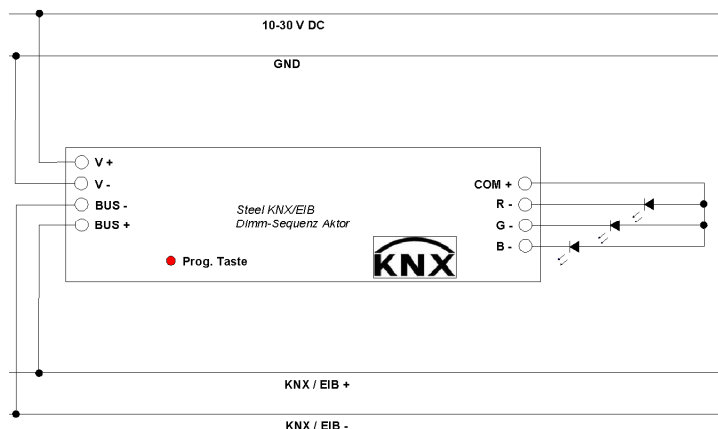 10-30 V DC
GND
V +
V -
BUS -
BUS +
Steel KNX/EIB
Dimm-Sequenz Aktor
Prog. Taste
KNX
COM +
R -
G -
B -
KNX / EIB +
KNX / EIB -